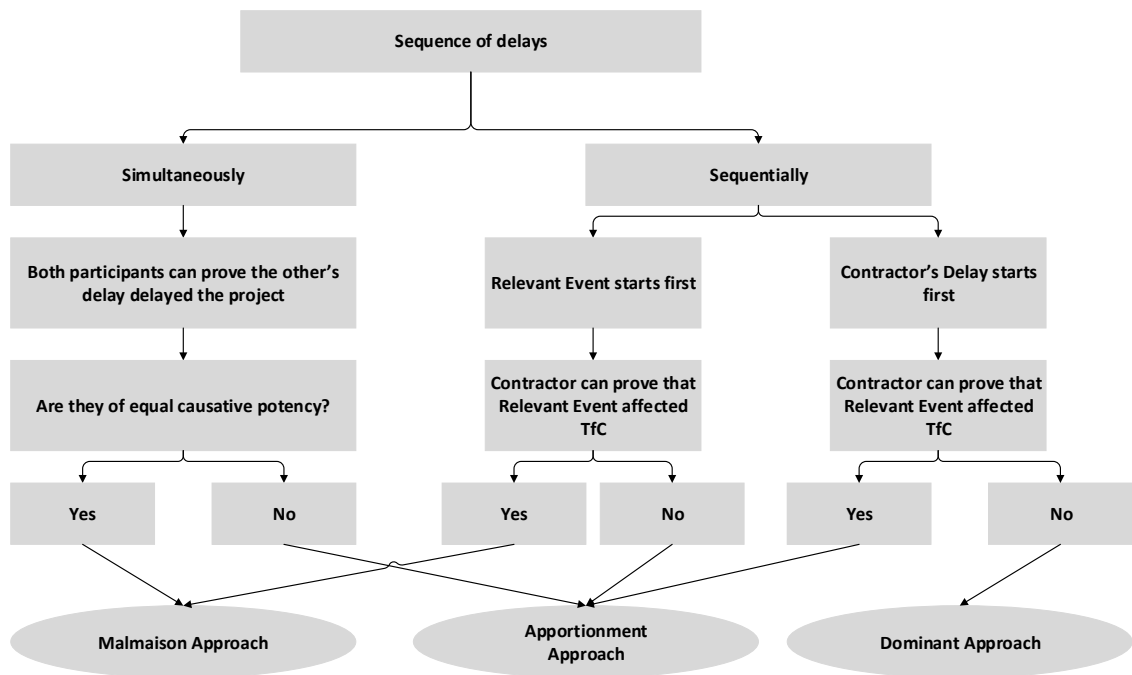 Sequence of delays
Simultaneously
Sequentially
Both participants can prove the other's
delay delayed the project
Relevant Event starts first
Contractor's Delay starts
first
Are they of equal causative potency?
Contractor can prove that
Relevant Event affected
TfC
Contractor can prove that
Relevant Event affected
TfC
Yes
No
Yes
No
Yes
No
Malmaison Approach
Apportionment
Approach
Dominant Approach